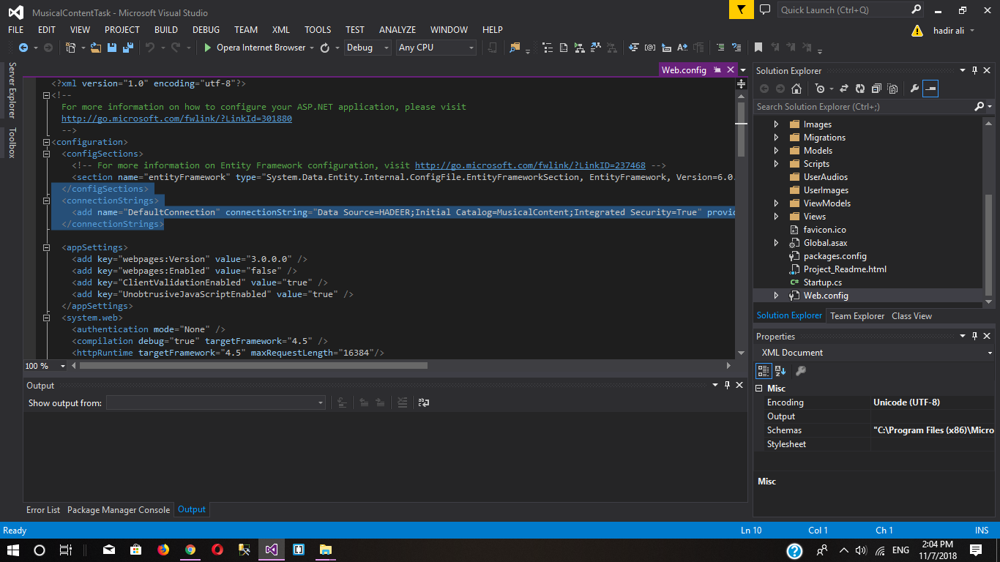 MusicalContentTask - Microsoft Visual Studio
Quick Launch (Ctrl+Q)
FILE EDIT VIEW PROJECT BUILD DEBUG TEAM XML TOOLS TEST ANALYZE WINDOW HELP
hadir ali
Opera Internet Browser Debug Any CPU
Server Explorer
Toolbox
Web.config
<?xml version="1.0" encoding="utf-8"?>
<!--
For more information on how to configure your ASP.NET application, please visit
http://go.microsoft.com/fwlink/?LinkId=301880
-->
<configuration>
<configSections>
<!-- For more information on Entity Framework configuration, visit http://go.microsoft.com/fwlink/?LinkID=237468 -->
<section name="entityFramework" type="System.Data.Entity.Internal.ConfigFile.EntityFrameworkSection, EntityFramework, Version=6.0.
</configSections>
<connectionStrings>
<add name="DefaultConnection" connectionString="Data Source=HADEER;Initial Catalog=MusicalContent;Integrated Security=True" provid
</connectionStrings>
<appSettings>
<add key="webpages:Version" value="3.0.0.0" />
<add key="webpages:Enabled" value="false" />
<add key="ClientValidationEnabled" value="true" />
<add key="UnobtrusiveJavaScriptEnabled" value="true" />
</appSettings>
<system.web>
<authentication mode="None" />
<compilation debug="true" targetFramework="4.5" />
<httpRuntime targetFramework="4.5" maxRequestLength="16384"/>
100 %
Output
Show output from:
Error List Package Manager Console Output
Solution Explorer
Search Solution Explorer (Ctrl+;)
Images
Migrations
Models
Scripts
UserAudios
UserImages
ViewModels
Views
favicon.ico
Global.asax
packages.config
Project_Readme.html
Startup.cs
Web.config
Solution Explorer Team Explorer Class View
Properties
XML Document
Misc
Encoding Unicode (UTF-8)
Output
Schemas "C:\Program Files (x86)\Micro
Stylesheet
Misc
Ready Ln 10 Col 1 Ch 1 INS
ENG 2:04 PM
11/7/2018